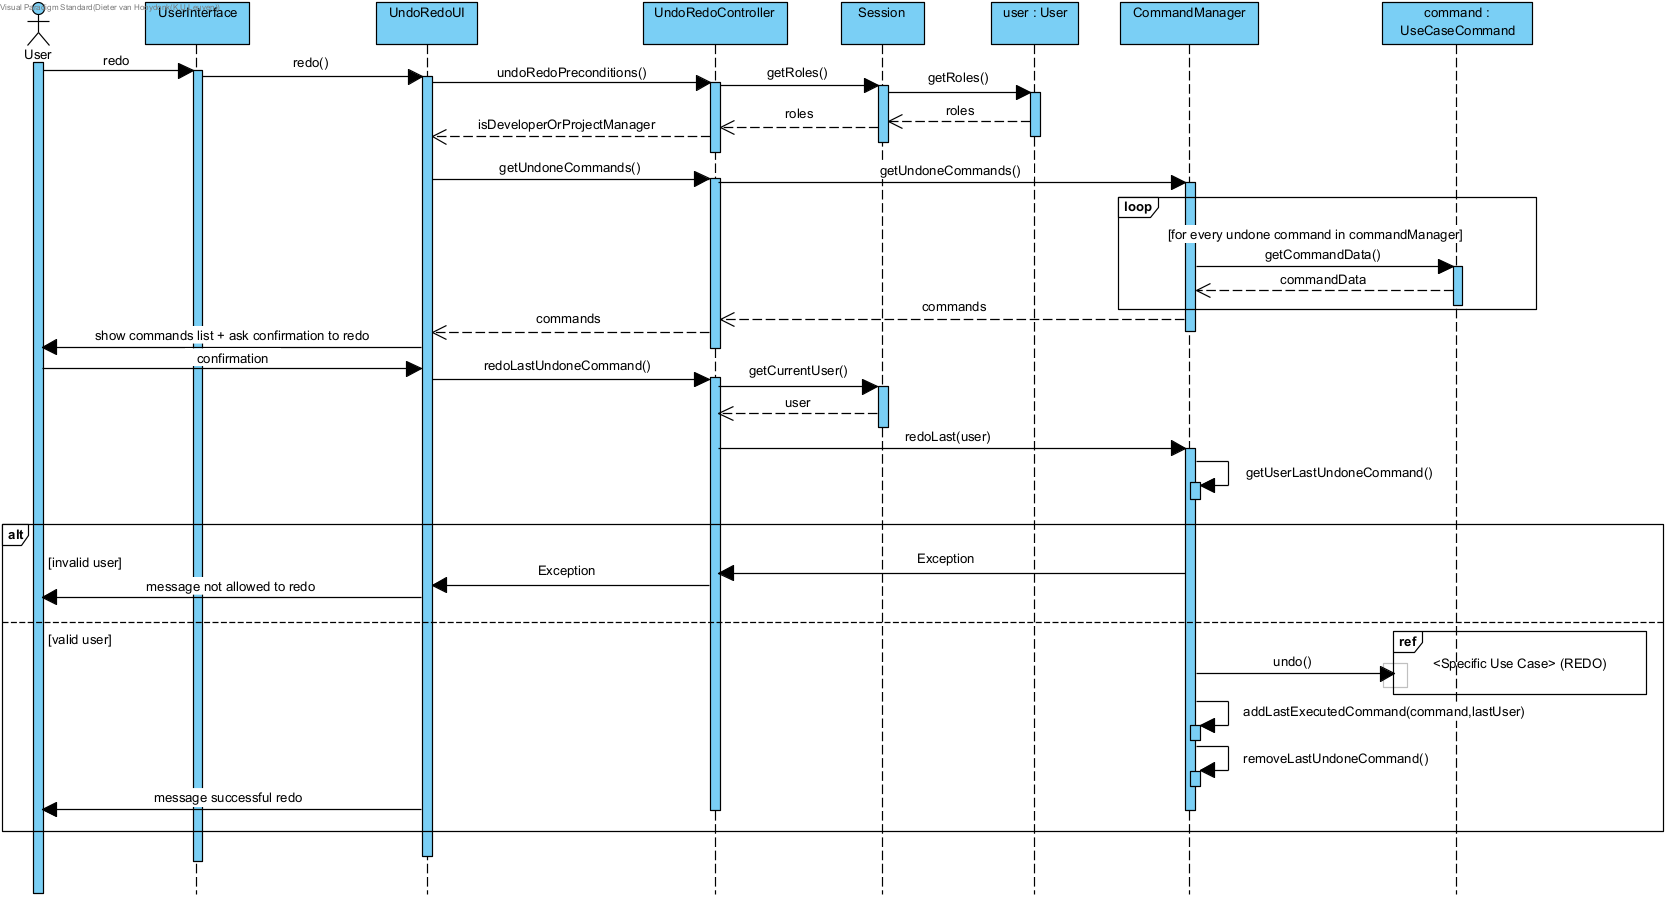 Visual Paradigm Standard(Dieter van
UserInterface
UndoRedoUI
UndoRedoController
Session
user : User
CommandManager
command :
UseCaseCommand
User
redo
redo()
undoRedoPreconditions()
getRoles()
getRoles()
roles
roles
isDeveloperOrProjectManager
getUndoneCommands()
getUndoneCommands()
loop
[for every undone command in commandManager]
getCommandData()
commandData
commands
commands
show commands list + ask confirmation to redo
confirmation
redoLastUndoneCommand()
getCurrentUser()
user
redoLast(user)
getUserLastUndoneCommand()
alt
[invalid user]
Exception
Exception
message not allowed to redo
[valid user]
ref
<Specific Use Case> (REDO)
undo()
addLastExecutedCommand(command,lastUser)
removeLastUndoneCommand()
message successful redo